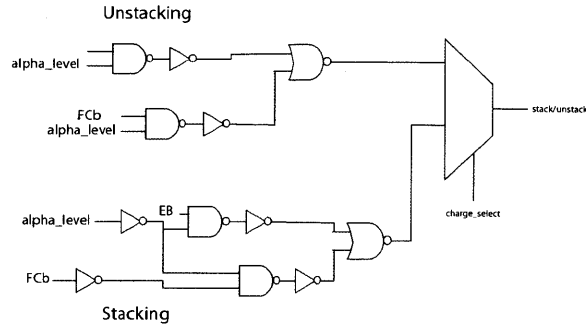 Unstacking
alpha_level
FCb
alpha_level
stack/unstack
EB
alpha_level
charge_select
FCb
Stacking